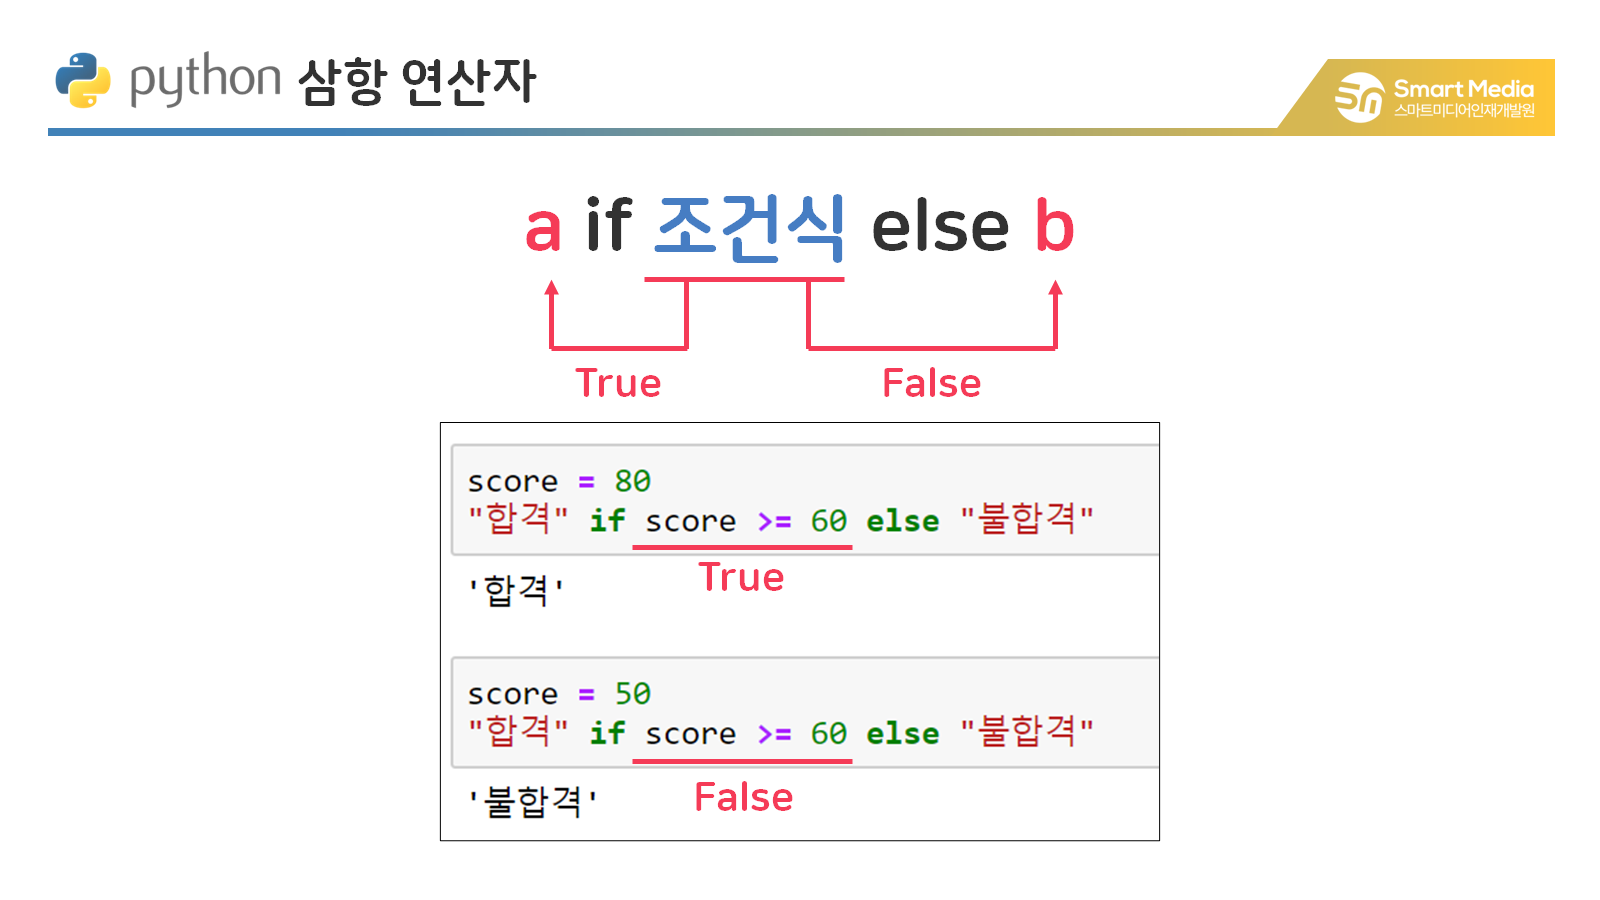 python 삼항 연산자
Smart Media
스마트미디어인재개발원
a if 조건식 else b
True
False
score = 80
"합격" if score >= 60 else "불합격"
True
'합격'
score = 50
"합격" if score >= 60 else "불합격"
False
'불합격'